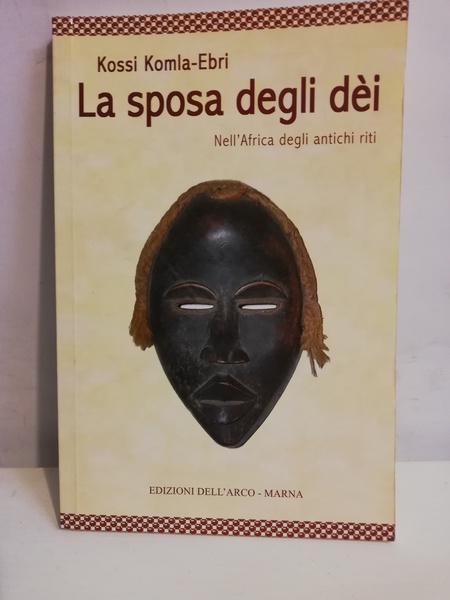 Kossi Komla-Ebri
La sposa degli dèi
Nell'Africa degli antichi riti
EDIZIONI DELL'ARCO - MARNA